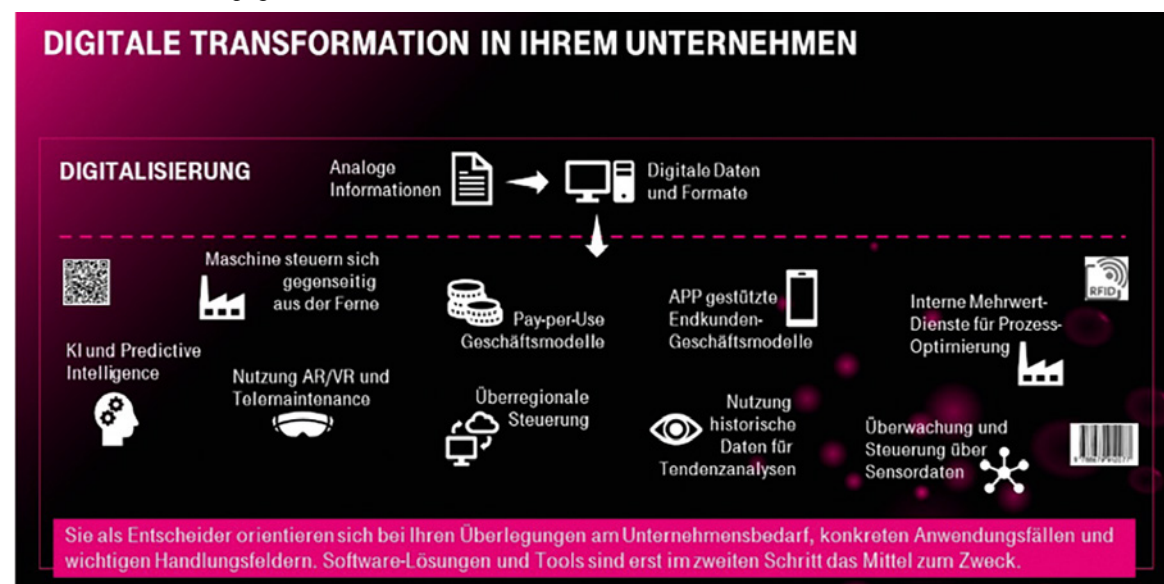 DIGITALE TRANSFORMATION IN IHREM UNTERNEHMEN
DIGITALISIERUNG
Analoge
Informationen
Digitale Daten
und Formate
Maschine steuern sich
gegenseitig
aus der Ferne
Pay-per-Use
Geschäftsmodelle
APP gestützte
Endkunden-
Geschäftsmodelle
Interne Mehrwert-
Dienste für Prozess-
Optimierung
RFID
KI und Predictive
Intelligence
Nutzung AR/VR und
Telemaintenance
Überregionale
Steuerung
Nutzung
historische
Daten für
Tendenzanalysen
Überwachung und
Steuerung über
Sensordaten
Sie als Entscheider orientieren sich bei Ihren Überlegungen am Unternehmensbedarf, konkreten Anwendungsfällen und
wichtigen Handlungsfeldern. Software-Lösungen und Tools sind erst im zweiten Schritt das Mittel zum Zweck.